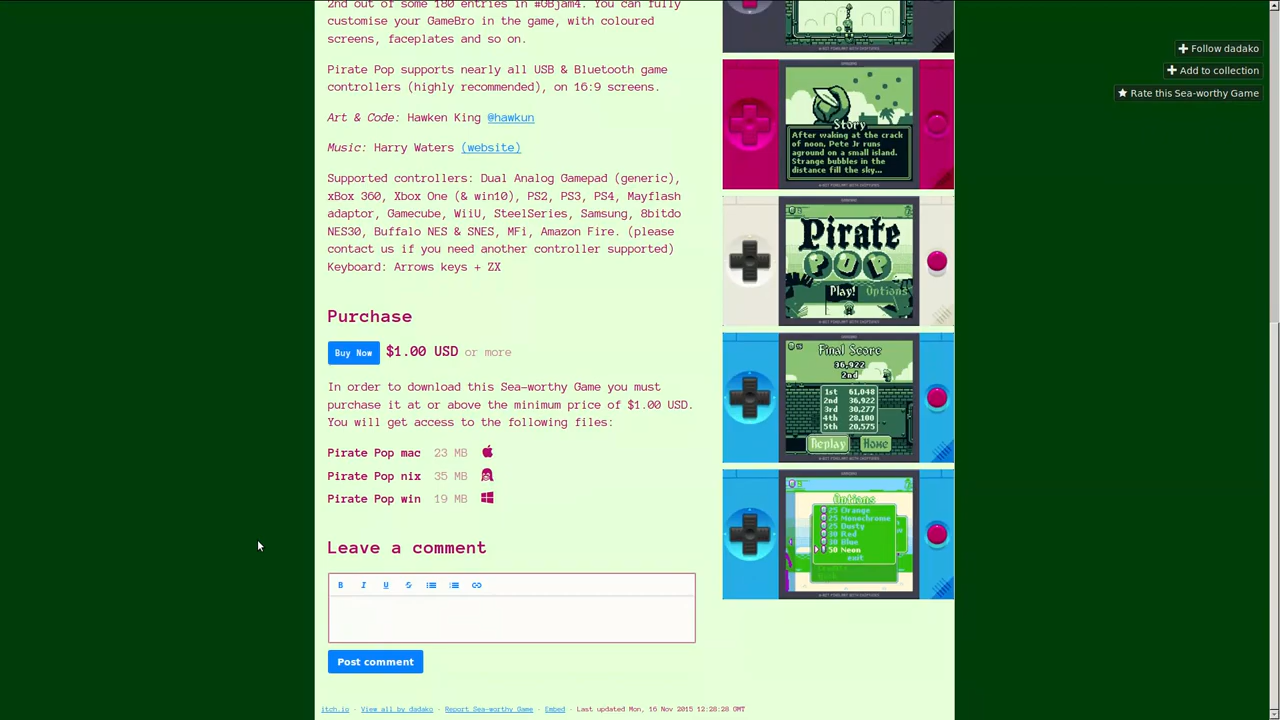 2nd out of some 180 entries in #GBjam4. You can fully
customise your GameBro in the game, with coloured
screens, faceplates and so on.
Pirate Pop supports nearly all USB & Bluetooth game
controllers (highly recommended), on 16:9 screens.
Art & Code: Hawken King @hawkun
Music: Harry Waters (website)
Supported controllers: Dual Analog Gamepad (generic),
Xbox 360, Xbox One (OSX & win10), PS2, PS3, PS4, Mayflash
adaptor, Gamecube, WiiU, SteelSeries, Samsung, 8bitdo
NES30, Buffalo NES & SNES, MFi, Amazon Fire. (please
contact us if you need another controller supported)
Keyboard: Arrows keys + ZX
Purchase
Buy Now $1.00 USD or more
In order to download this Sea-worthy Game you must
purchase it at or above the minimum price of $1.00 USD.
You will get access to the following files:
Pirate Pop mac 23 MB
Pirate Pop nix 35 MB
Pirate Pop win 19 MB
Leave a comment
B I U S
Post comment
itch.io · View all by dadako · Report Sea-worthy Game · Embed · Last updated Mon, 16 Nov 2015 12:28:28 GMT
Story
After waking at the crack
of noon, Pete Jr runs
aground on a small island.
Strange bubbles in the
distance fill the sky...
Pirate
POP
Play! Options
Final Score
36,922
2nd
1st 61,048
2nd 36,922
3rd 30,277
4th 28,100
5th 20,575
Replay Home
Options
25 Orange
25 Monochrome
25 Dusty
30 Red
30 Blue
50 Neon
exit
Follow dadako
Add to collection
Rate this Sea-worthy Game